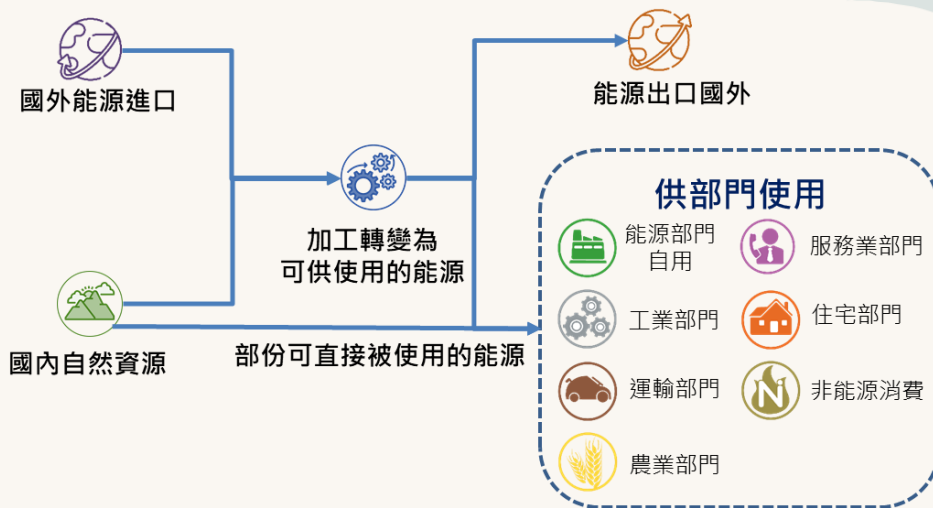 國外能源進口
能源出口國外
加工轉變為
可供使用的能源
國內自然資源
部份可直接被使用的能源
供部門使用
能源部門
自用
服務業部門
工業部門
住宅部門
運輸部門
非能源消費
農業部門
N